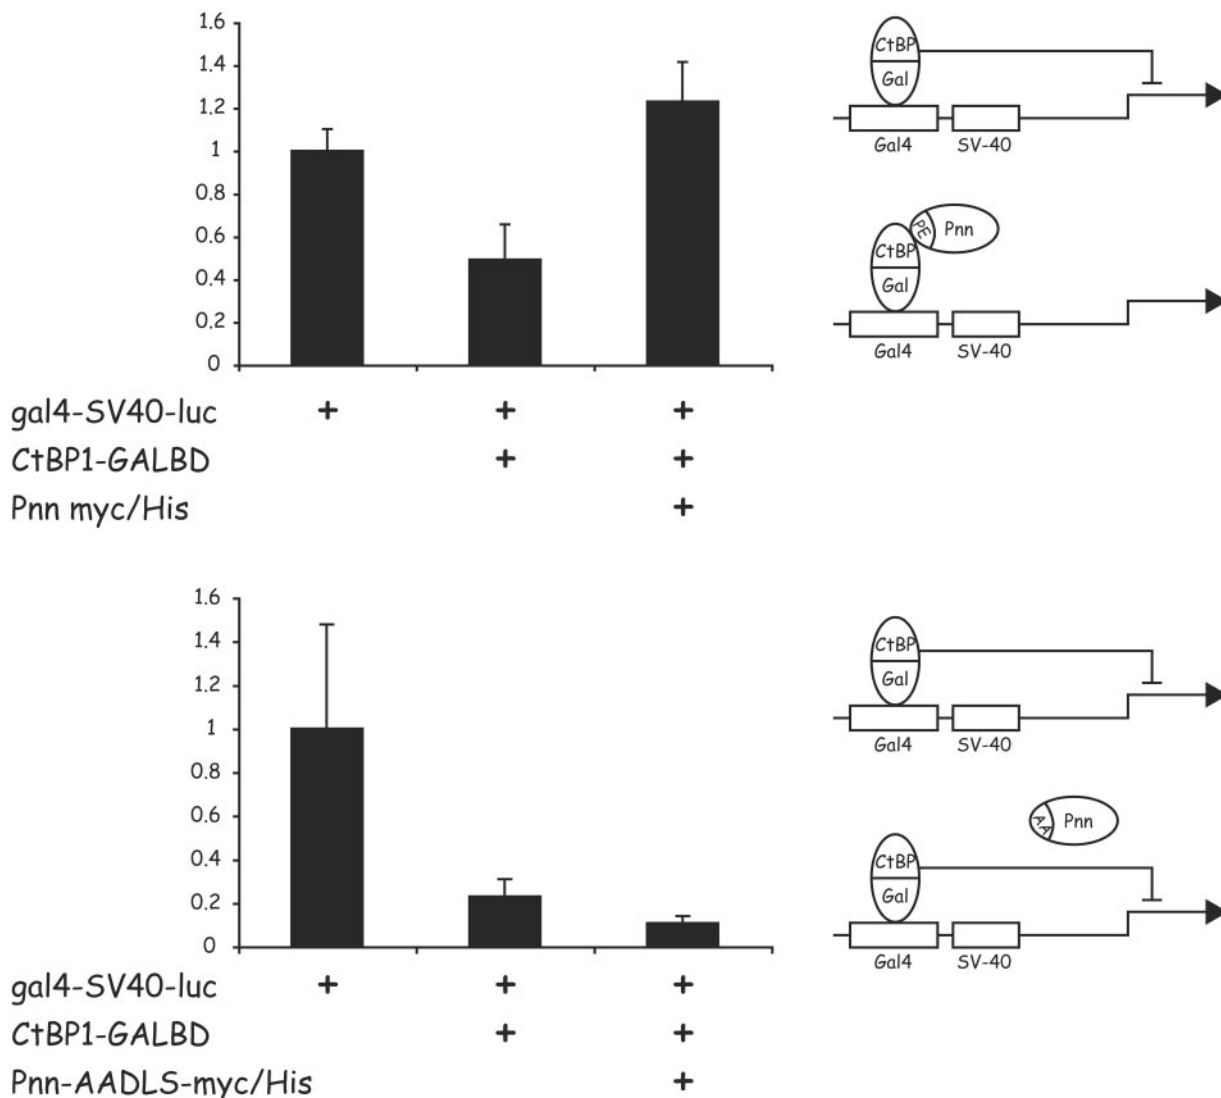 1.6
1.4
1.2
1
0.8
0.6
0.4
0.2
0
gal4-SV40-luc + + +
CtBP1-GALBD + +
Pnn myc/His +
CtBP
Gal
Gal4 SV-40
PE Pnn
CtBP
Gal
Gal4 SV-40
1.6
1.4
1.2
1
0.8
0.6
0.4
0.2
0
gal4-SV40-luc + + +
CtBP1-GALBD + +
Pnn-AADLS-myc/His +
CtBP
Gal
Gal4 SV-40
AA Pnn
CtBP
Gal
Gal4 SV-40